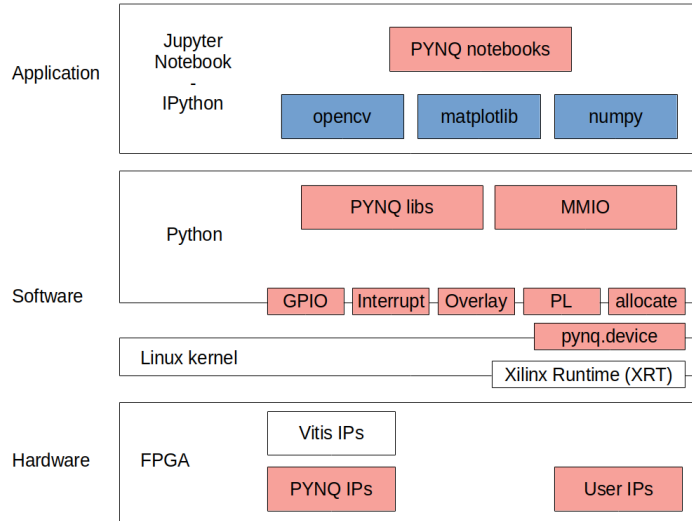 Application
Jupyter
Notebook
-
IPython
PYNQ notebooks
opencv
matplotlib
numpy
Software
Python
PYNQ libs
MMIO
GPIO
Interrupt
Overlay
PL
allocate
pynq.device
Linux kernel
Xilinx Runtime (XRT)
Hardware
FPGA
Vitis IPs
PYNQ IPs
User IPs